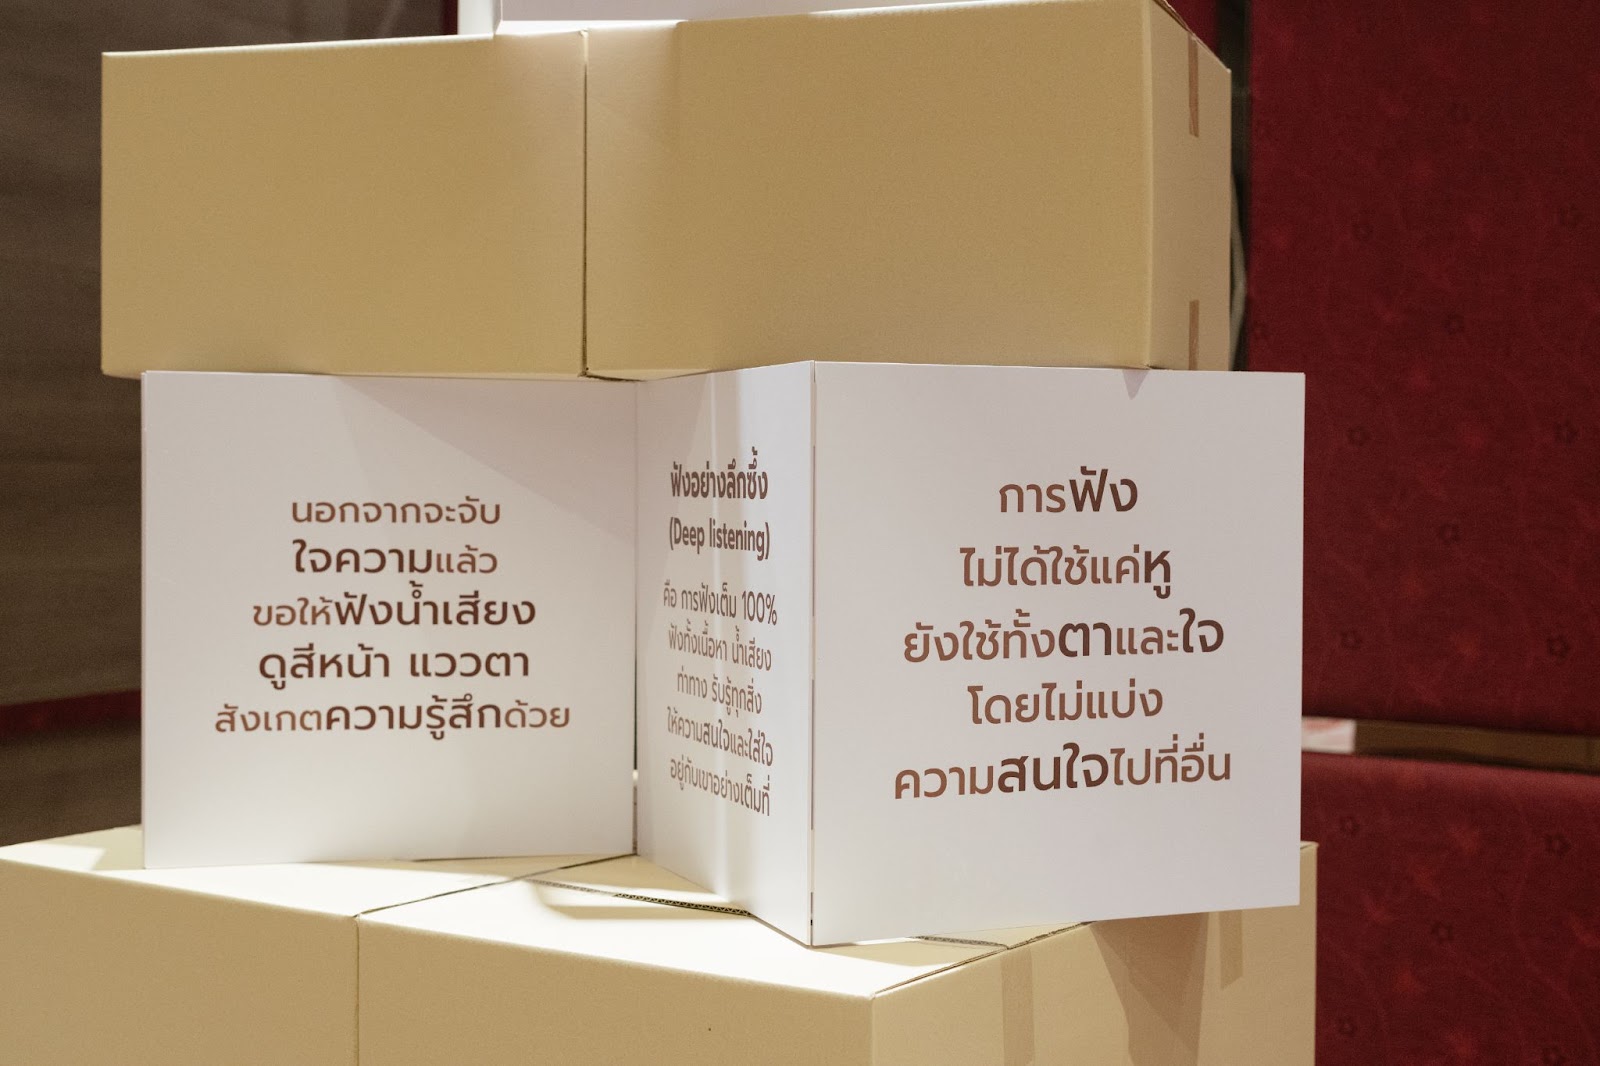 นอกจากจะจับ
ใจความแล้ว
ขอให้ฟังน้ำเสียง
ดูสีหน้า แววตา
สังเกตความรู้สึกด้วย
ฟังอย่างลึกซึ้ง
(Deep listening)
คือ การฟังเต็ม 100%
ฟังทั้งเนื้อหา น้ำเสียง
ท่าทาง รับรู้ทุกสิ่ง
ให้ความสนใจและใส่ใจ
อยู่กับเขาอย่างเต็มที่
การฟัง
ไม่ได้ใช้แค่หู
ยังใช้ทั้งตาและใจ
โดยไม่แบ่ง
ความสนใจไปที่อื่น